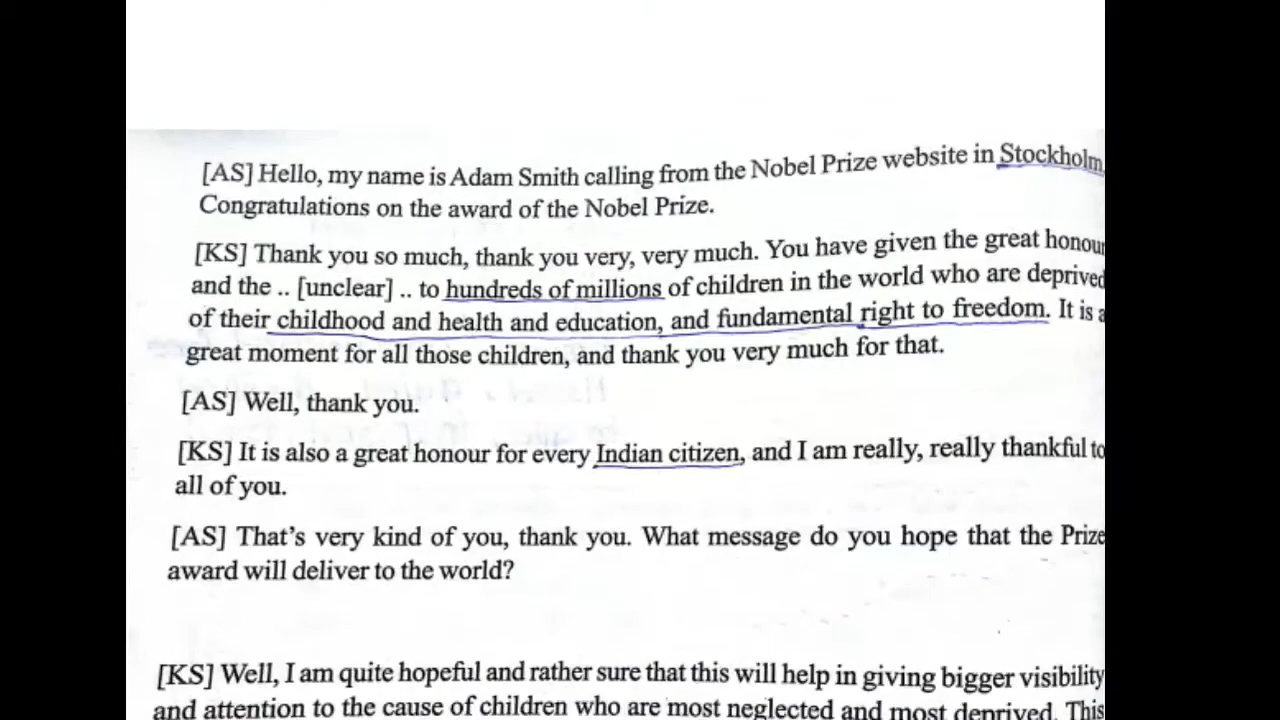 [AS] Hello, my name is Adam Smith calling from the Nobel Prize website in Stockholm.
Congratulations on the award of the Nobel Prize.
[KS] Thank you so much, thank you very, very much. You have given the great honour
and the .. [unclear] .. to hundreds of millions of children in the world who are deprived
of their childhood and health and education, and fundamental right to freedom. It is a
great moment for all those children, and thank you very much for that.
[AS] Well, thank you.
[KS] It is also a great honour for every Indian citizen, and I am really, really thankful to
all of you.
[AS] That's very kind of you, thank you. What message do you hope that the Prize
award will deliver to the world?
[KS] Well, I am quite hopeful and rather sure that this will help in giving bigger visibility
and attention to the cause of children who are most neglected and most deprived. This